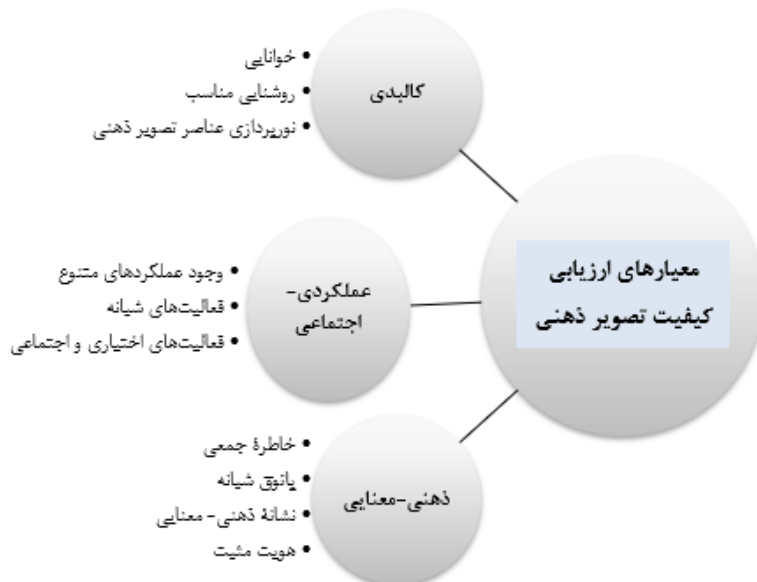 معیارهای ارزیابی
کیفیت تصویر ذهنی
کالبدی
• خوانایی
• روشنایی مناسب
• نورپردازی عناصر تصویر ذهنی
عملکردی-
اجتماعی
• وجود عملکردهای متنوع
• فعالیت‌های شبانه
• فعالیت‌های اختیاری و اجتماعی
ذهنی-معنایی
• خاطرهٔ جمعی
• پاتوق شبانه
• نشانهٔ ذهنی- معنایی
• هویت مثبت